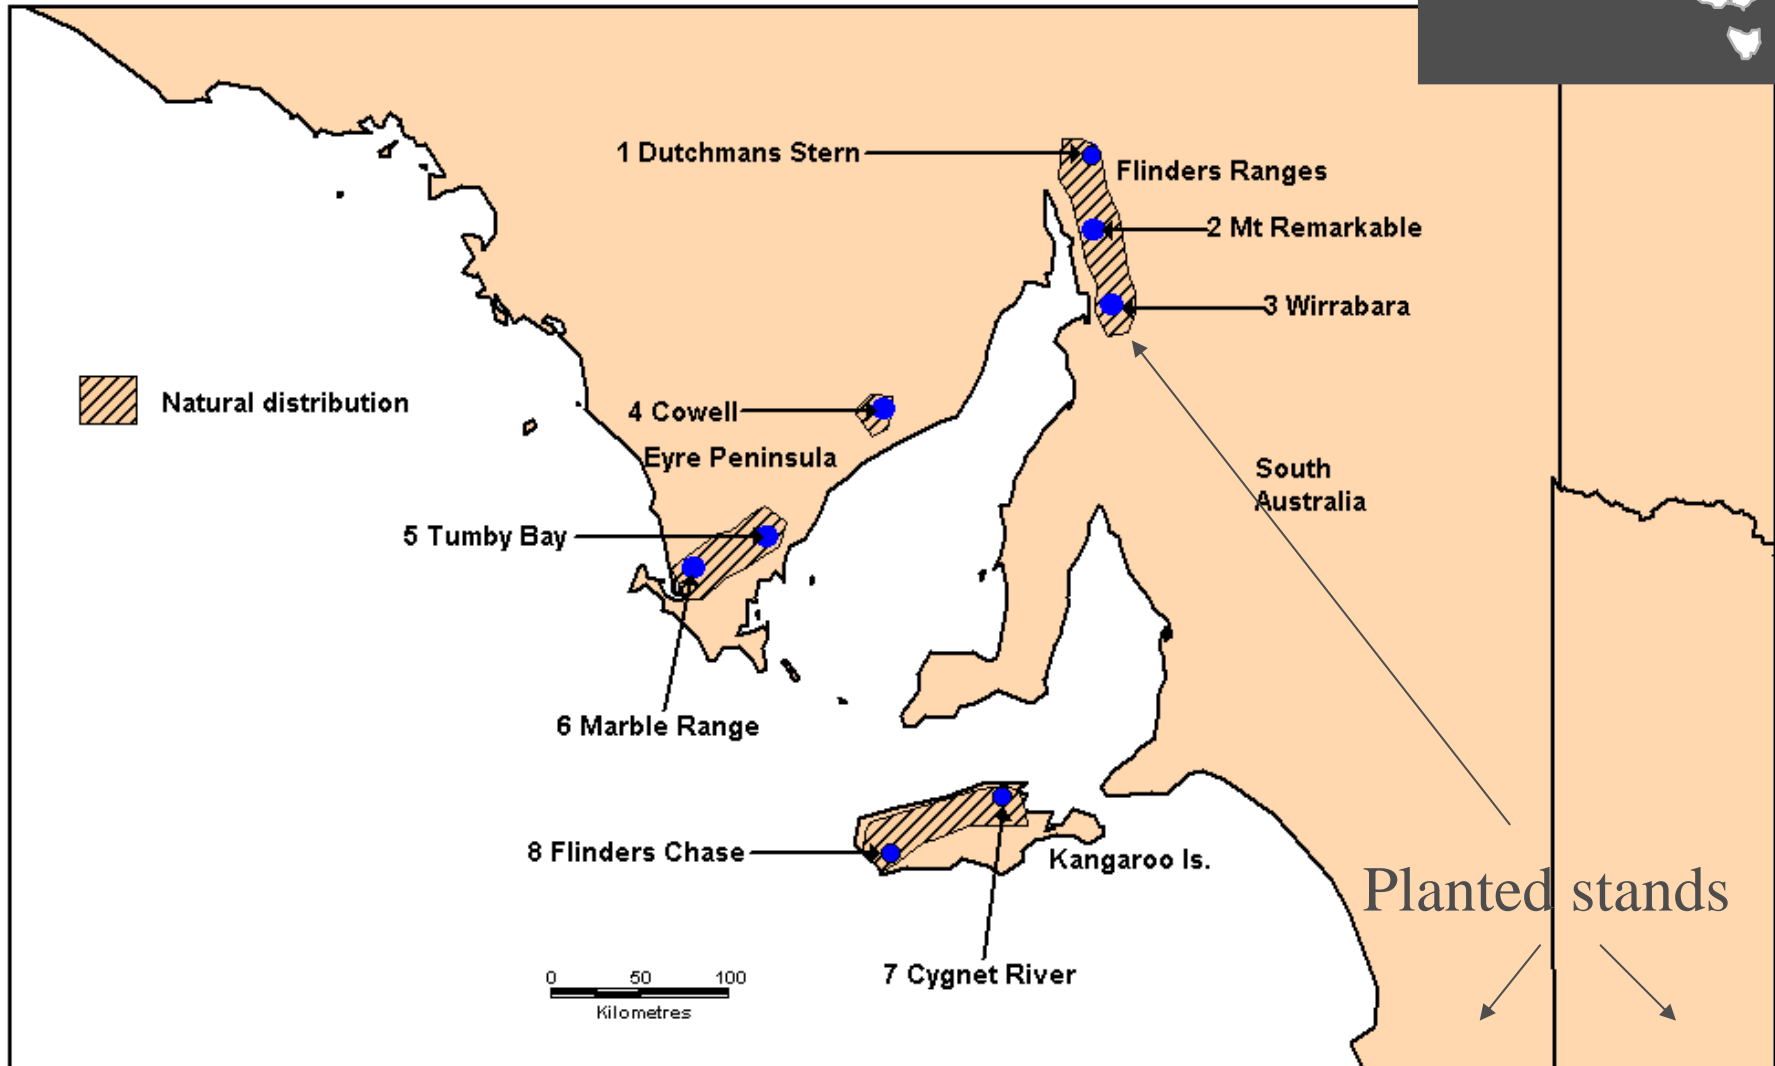 1 Dutchmans Stern
Flinders Ranges
2 Mt Remarkable
3 Wirrabara
Natural distribution
4 Cowell
Eyre Peninsula
South
Australia
5 Tumby Bay
6 Marble Range
8 Flinders Chase
Kangaroo Is.
Planted stands
7 Cygnet River
0 50 100
Kilometres